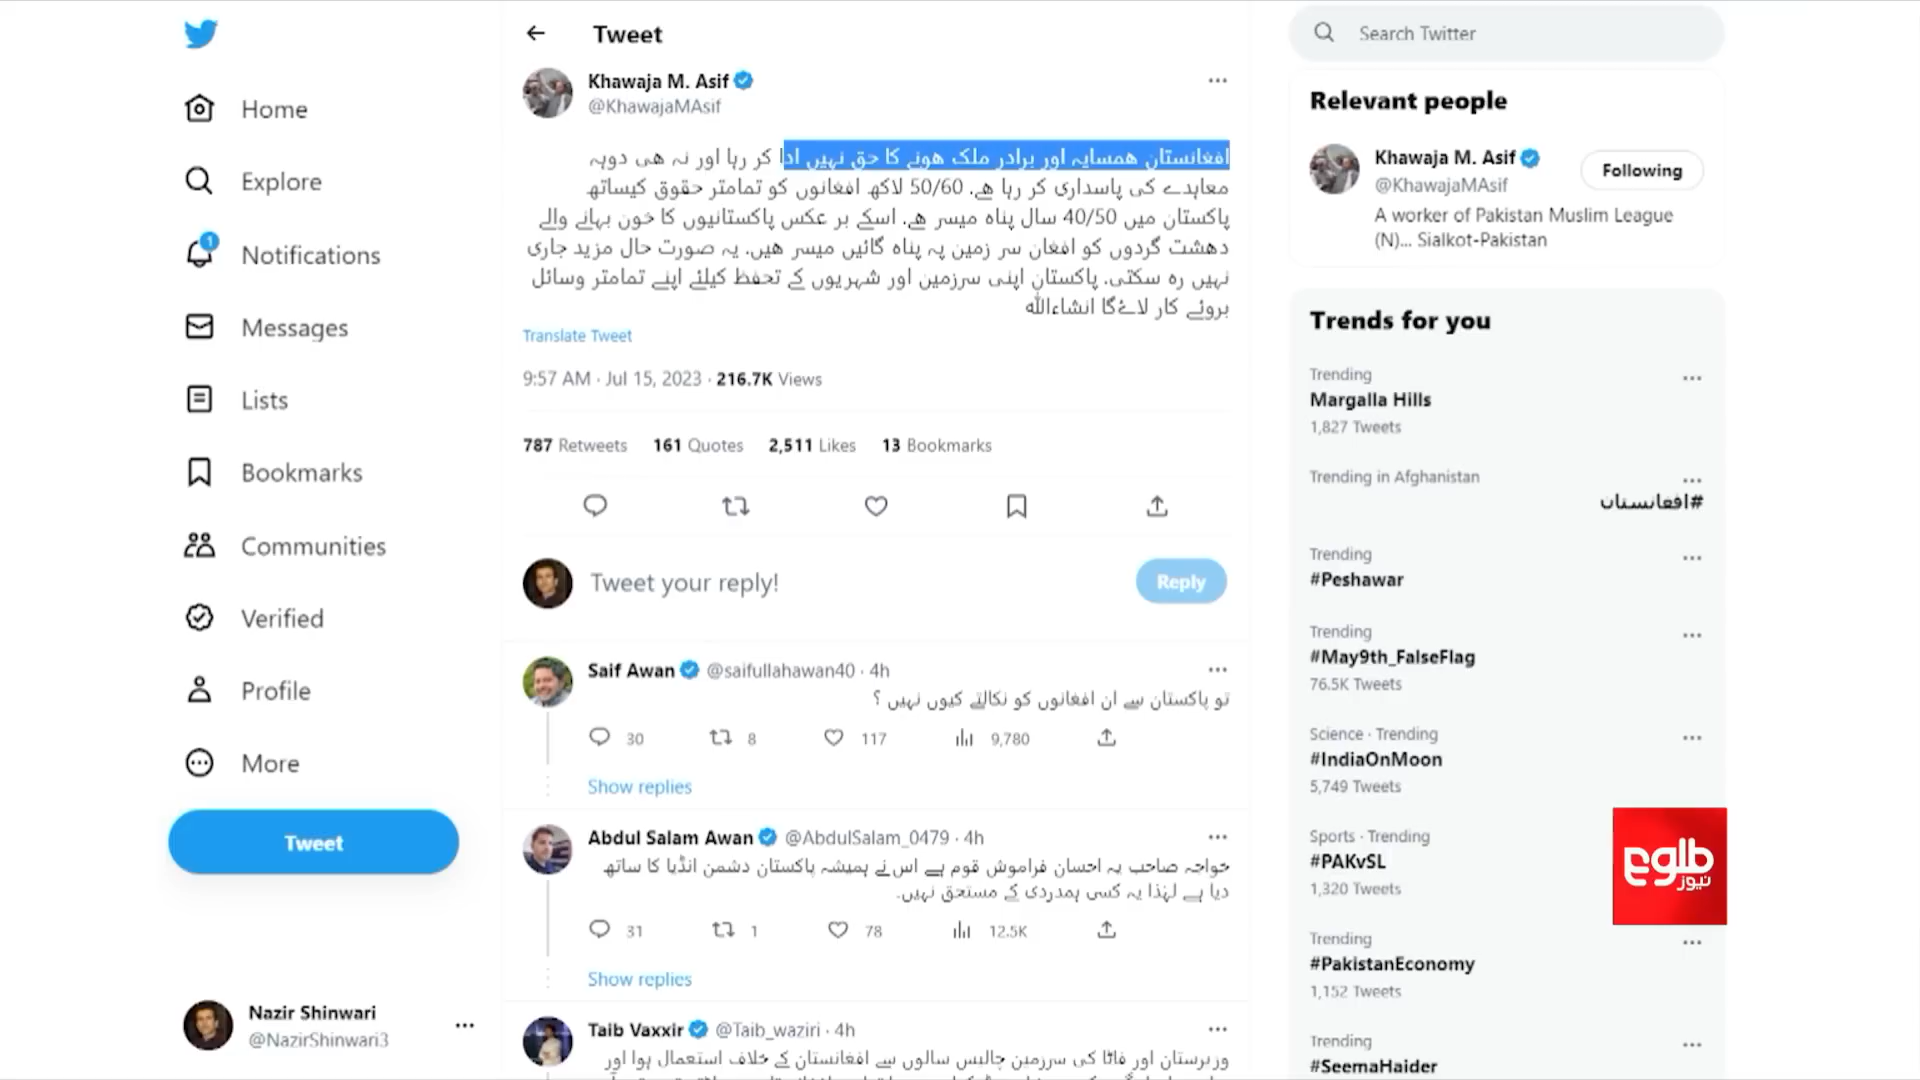 Home
Explore
1
Notifications
Messages
Lists
Bookmarks
Communities
Verified
Profile
More
Tweet
Nazir Shinwari
@NazirShinwari3
Tweet
Khawaja M. Asif
@KhawajaMAsif
افغانستان ھمسایہ اور برادر ملک ھونے کا حق نہیں ادا کر رہا اور نہ ھی دوہہ
معاہدے کی پاسداری کر رہا ھے. 50/60 لاکھ افغانوں کو تمامتر حقوق کیساتھ
پاکستان میں 40/50 سال پناہ میسر ھے. اسکے بر عکس پاکستانیوں کا خون بہانے والے
دھشت گردوں کو افغان سر زمین پہ پناہ گائیں میسر ھیں. یہ صورت حال مزید جاری
نہیں رہ سکتی. پاکستان اپنی سرزمین اور شہریوں کے تحفظ کیلئے اپنے تمامتر وسائل
بروئے کار لاۓگا انشاءاللّٰہ
Translate Tweet
9:57 AM · Jul 15, 2023 · 216.7K Views
787 Retweets 161 Quotes 2,511 Likes 13 Bookmarks
Tweet your reply!
Reply
Saif Awan @saifullahawan40 · 4h
تو پاکستان سے ان افغانوں کو نکالتے کیوں نہیں ؟
30 8 117 9,780
Show replies
Abdul Salam Awan @AbdulSalam_0479 · 4h
خواجہ صاحب یہ احسان فراموش قوم ہے اس نے ہمیشہ پاکستان دشمن انڈیا کا ساتھ
دیا ہے لہٰذا یہ کسی ہمدردی کے مستحق نہیں.
31 1 78 12.5K
Show replies
Taib Vaxxir @Taib_waziri · 4h
وزیرستان اور فاٹا کی سرزمین چالیس سالوں سے افغانستان کے خلاف استعمال ہوا اور
Search Twitter
Relevant people
Khawaja M. Asif
@KhawajaMAsif
Following
A worker of Pakistan Muslim League
(N)... Sialkot-Pakistan
Trends for you
Trending
Margalla Hills
1,827 Tweets
Trending in Afghanistan
#افغانستان
Trending
#Peshawar
Trending
#May9th_FalseFlag
76.5K Tweets
Science · Trending
#IndiaOnMoon
5,749 Tweets
Sports · Trending
#PAKvSL
1,320 Tweets
Trending
#PakistanEconomy
1,152 Tweets
Trending
#SeemaHaider
طلوع
نیوز